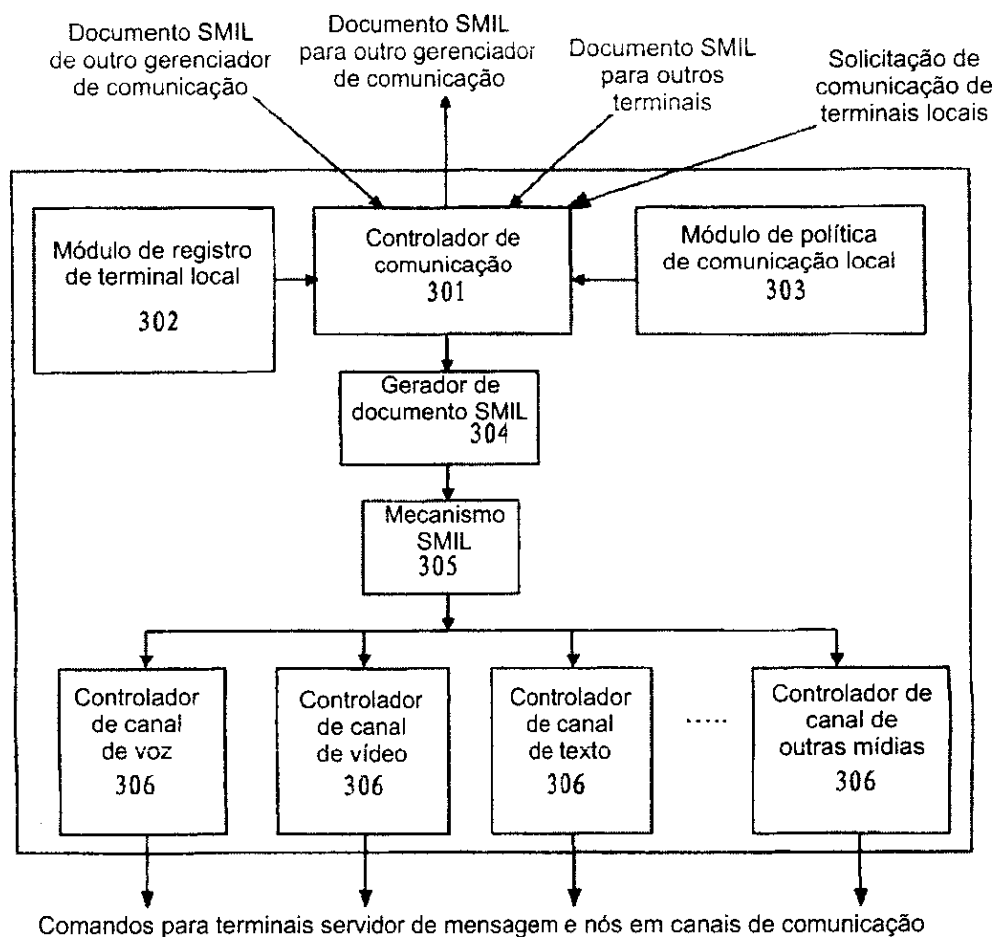 Documento SMIL
de outro gerenciador
de comunicação
Documento SMIL
para outro gerenciador
de comunicação
Documento SMIL
para outros
terminais
Solicitação de
comunicação de
terminais locais
Módulo de registro
de terminal local
302
Controlador de
comunicação
301
Módulo de política
de comunicação local
303
Gerador de
documento SMIL
304
Mecanismo
SMIL
305
Controlador
de canal
de voz
306
Controlador
de canal
de vídeo
306
Controlador
de canal
de texto
306
.....
Controlador de
canal de
outras mídias
306
Comandos para terminais servidor de mensagem e nós em canais de comunicação